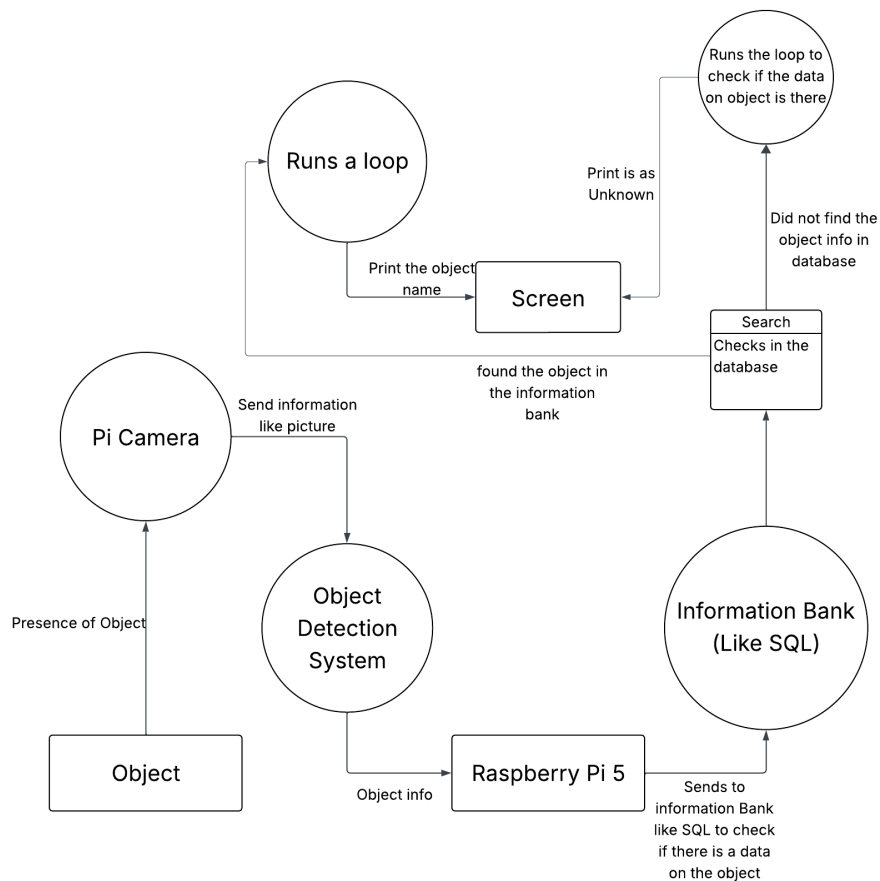 Runs the loop to
check if the data
on object is there
Runs a loop
Print is as
Unknown
Did not find the
object info in
database
Print the object
name
Screen
Search
Checks in the
database
found the object in
the information
bank
Pi Camera
Send information
like picture
Object
Detection
System
Information Bank
(Like SQL)
Presence of Object
Object
Object info
Raspberry Pi 5
Sends to
information Bank
like SQL to check
if there is a data
on the object